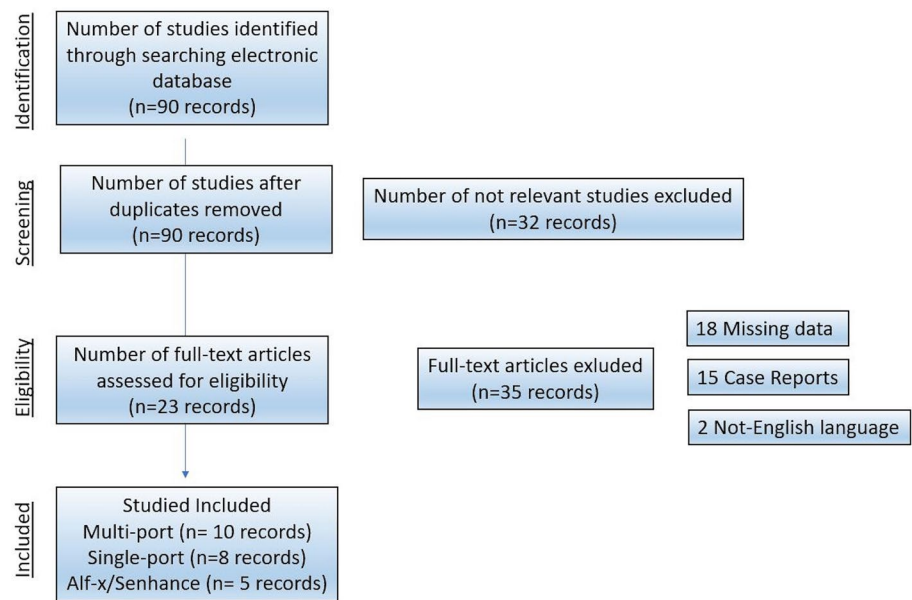 Identification
Number of studies identified
through searching electronic
database
(n=90 records)
Screening
Number of studies after
duplicates removed
(n=90 records)
Number of not relevant studies excluded
(n=32 records)
Eligibility
Number of full-text articles
assessed for eligibility
(n=23 records)
Full-text articles exluded
(n=35 records)
18 Missing data
15 Case Reports
2 Not-English language
Included
Studied Included
Multi-port (n= 10 records)
Single-port (n=8 records)
Alf-x/Senhance (n= 5 records)